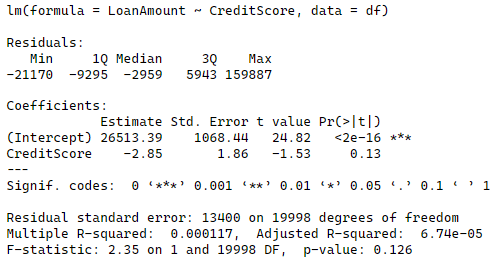 lm(formula = LoanAmount ~ CreditScore, data = df)

Residuals:
   Min     1Q Median     3Q    Max
-21170  -9295  -2959   5943 159887

Coefficients:
            Estimate Std. Error t value Pr(>|t|)
(Intercept) 26513.39    1068.44   24.82   <2e-16 ***
CreditScore    -2.85       1.86   -1.53     0.13
---
Signif. codes:  0 ‘***’ 0.001 ‘**’ 0.01 ‘*’ 0.05 ‘.’ 0.1 ‘ ’ 1

Residual standard error: 13400 on 19998 degrees of freedom
Multiple R-squared:  0.000117,  Adjusted R-squared:  6.74e-05
F-statistic: 2.35 on 1 and 19998 DF,  p-value: 0.126